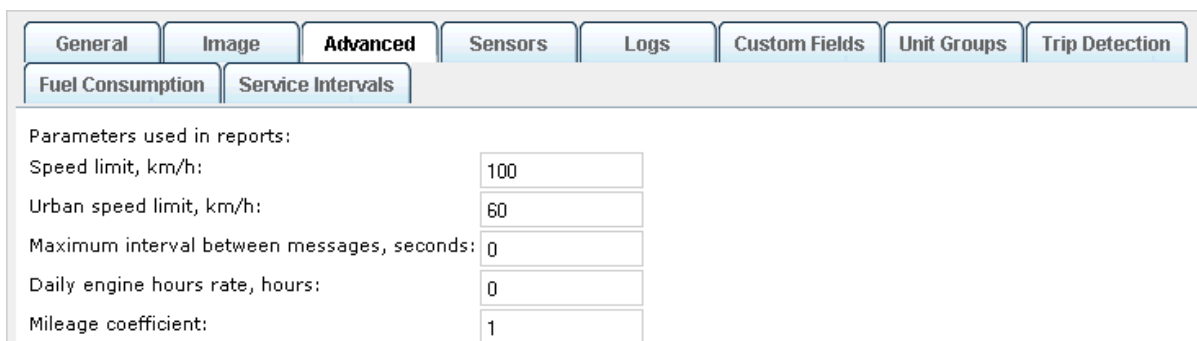 General Image Advanced Sensors Logs Custom Fields Unit Groups Trip Detection
Fuel Consumption Service Intervals
Parameters used in reports:
Speed limit, km/h: 100
Urban speed limit, km/h: 60
Maximum interval between messages, seconds: 0
Daily engine hours rate, hours: 0
Mileage coefficient: 1